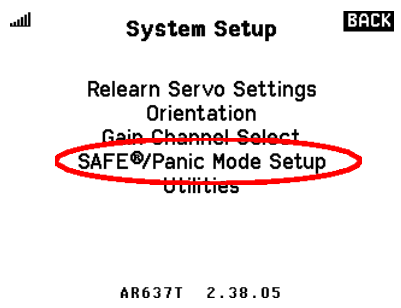 System Setup
BACK
Relearn Servo Settings
Orientation
Gain Channel Select
SAFE®/Panic Mode Setup
Utilities
AR637T 2.38.05